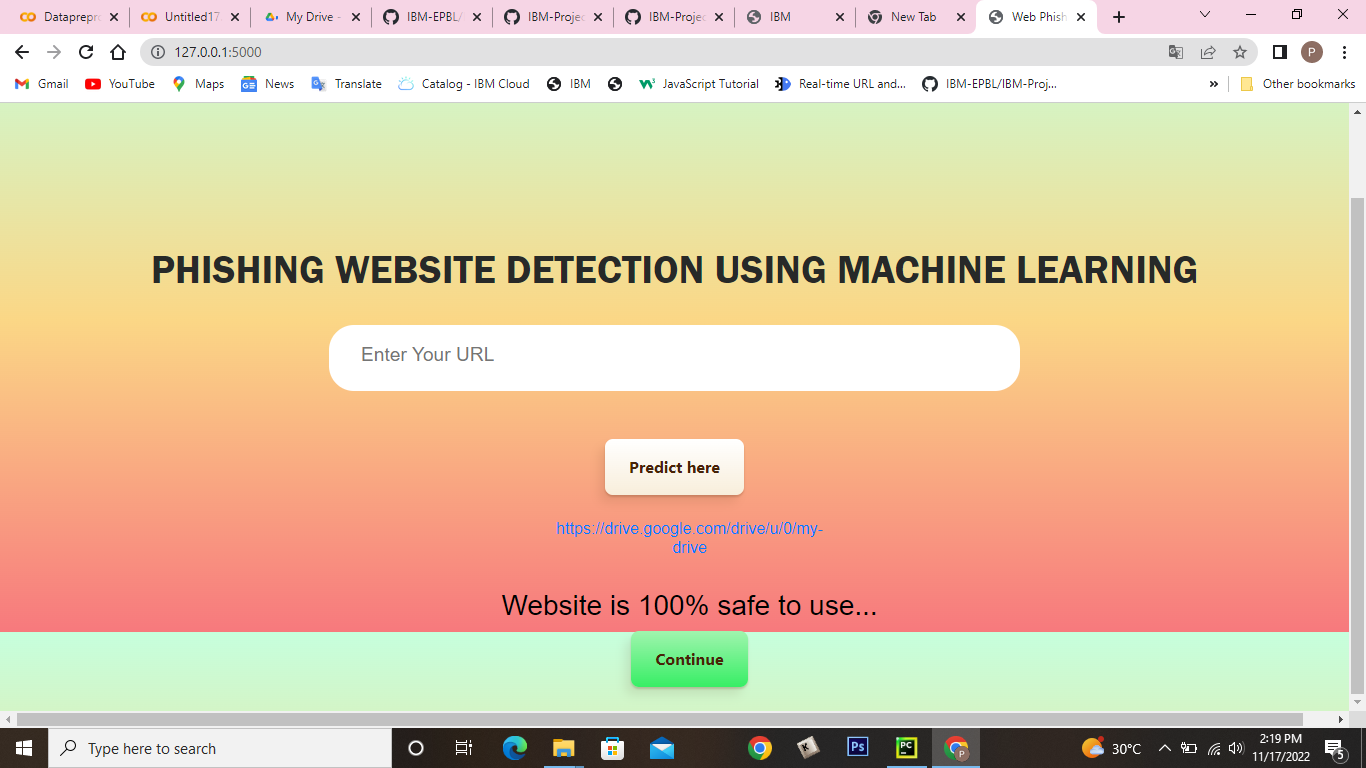 Dataprepro
Untitled17.
My Drive -
IBM-EPBL/
IBM-Projec
IBM-Projec
IBM
New Tab
Web Phish
127.0.0.1:5000
P
Gmail
YouTube
Maps
News
Translate
Catalog - IBM Cloud
IBM
JavaScript Tutorial
Real-time URL and...
IBM-EPBL/IBM-Proj...
»
Other bookmarks
PHISHING WEBSITE DETECTION USING MACHINE LEARNING
Enter Your URL
Predict here
https://drive.google.com/drive/u/0/my-
drive
Website is 100% safe to use...
Continue
Type here to search
Ps
PC
P
30°C
2:19 PM
11/17/2022
5